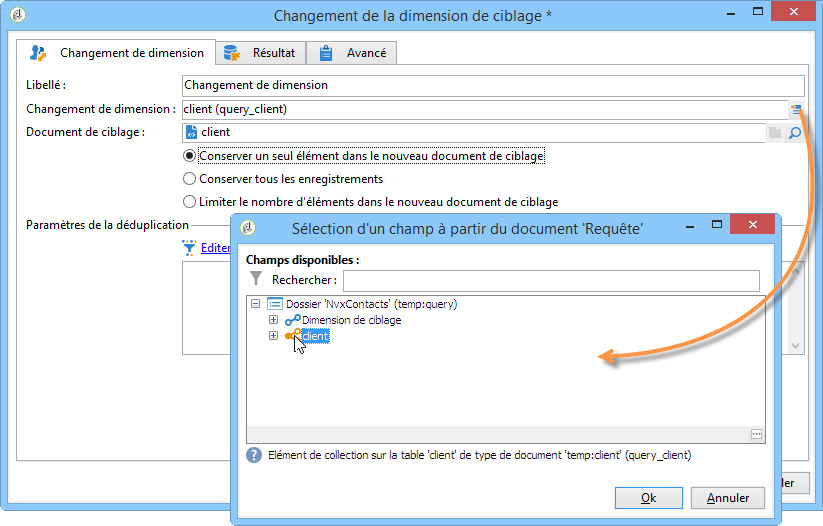 Changement de la dimension de ciblage *
Changement de dimension
Résultat
Avancé
Libellé :
Changement de dimension
Changement de dimension :
client (query_client)
Document de ciblage :
client
Conserver un seul élément dans le nouveau document de ciblage
Conserver tous les enregistrements
Limiter le nombre d'éléments dans le nouveau document de ciblage
Paramètres de la déduplication
Editer
Sélection d'un champ à partir du document 'Requête'
Champs disponibles :
Rechercher :
Dossier 'NvxContacts' (temp:query)
Dimension de ciblage
client
Elément de collection sur la table 'client' de type de document 'temp:client' (query_client)
Ok
Annuler